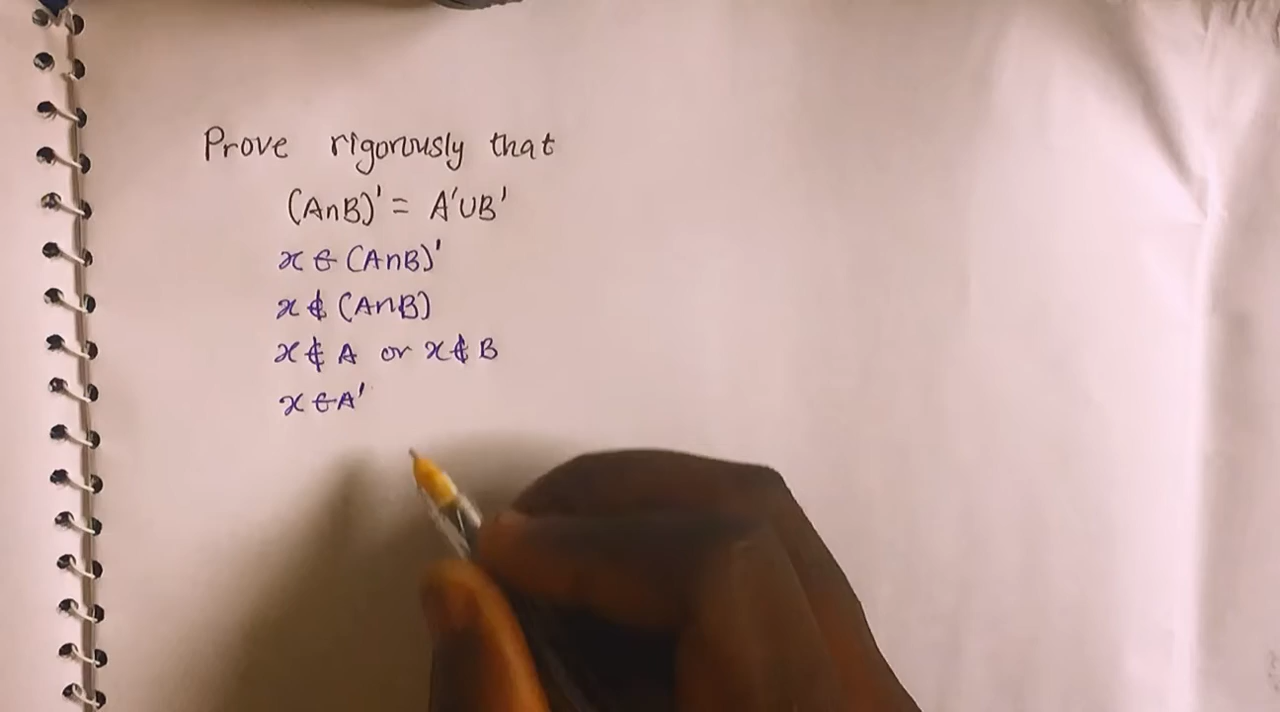 Prove rigorously that
(A∩B)' = A'∪B'
x ∈ (A∩B)'
x ∉ (A∩B)
x ∉ A or x ∉ B
x ∈ A'